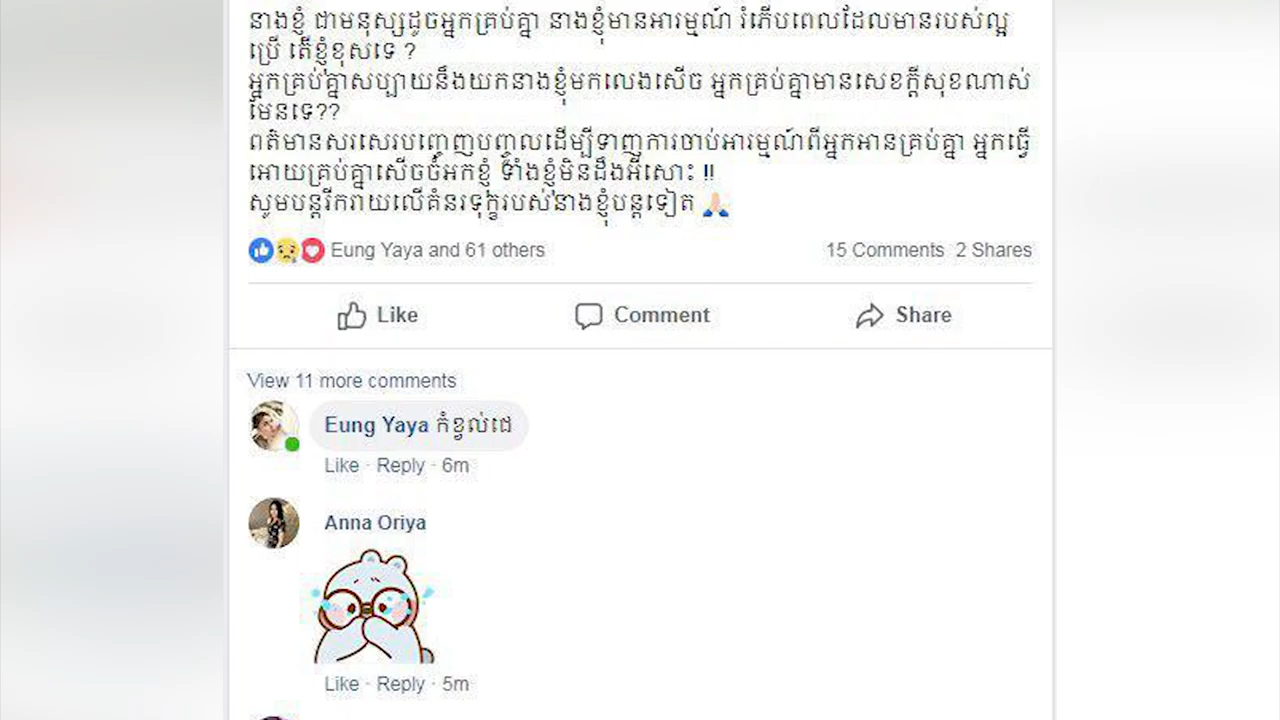 នាងខ្ញុំ ជាមនុស្សដូចអ្នកគ្រប់គ្នា នាងខ្ញុំមានអារម្មណ៍ រំភើបពេលដែលមានរបស់ល្អ
ប្រើ តើខ្ញុំខុសទេ ?
អ្នកគ្រប់គ្នាសប្បាយនឹងយកនាងខ្ញុំមកលេងសើច អ្នកគ្រប់គ្នាមានសេខក្តីសុខណាស់
មែនទេ??
ពត៌មានសរសេរបញ្ចេញបញ្ចូលដើម្បីទាញការចាប់អារម្មណ៍ពីអ្នកអានគ្រប់គ្នា អ្នកធ្វើ
អោយគ្រប់គ្នាសើចចំអកខ្ញុំ ទាំងខ្ញុំមិនដឹងអីសោះ !!
សូមបន្តរីករាយលើគំនរទុក្ខរបស់នាងខ្ញុំបន្តទៀត 🙏🏻
Eung Yaya and 61 others 15 Comments 2 Shares
Like Comment Share
View 11 more comments
Eung Yaya កំខ្វល់ជេ
Like · Reply · 6m
Anna Oriya
Like · Reply · 5m